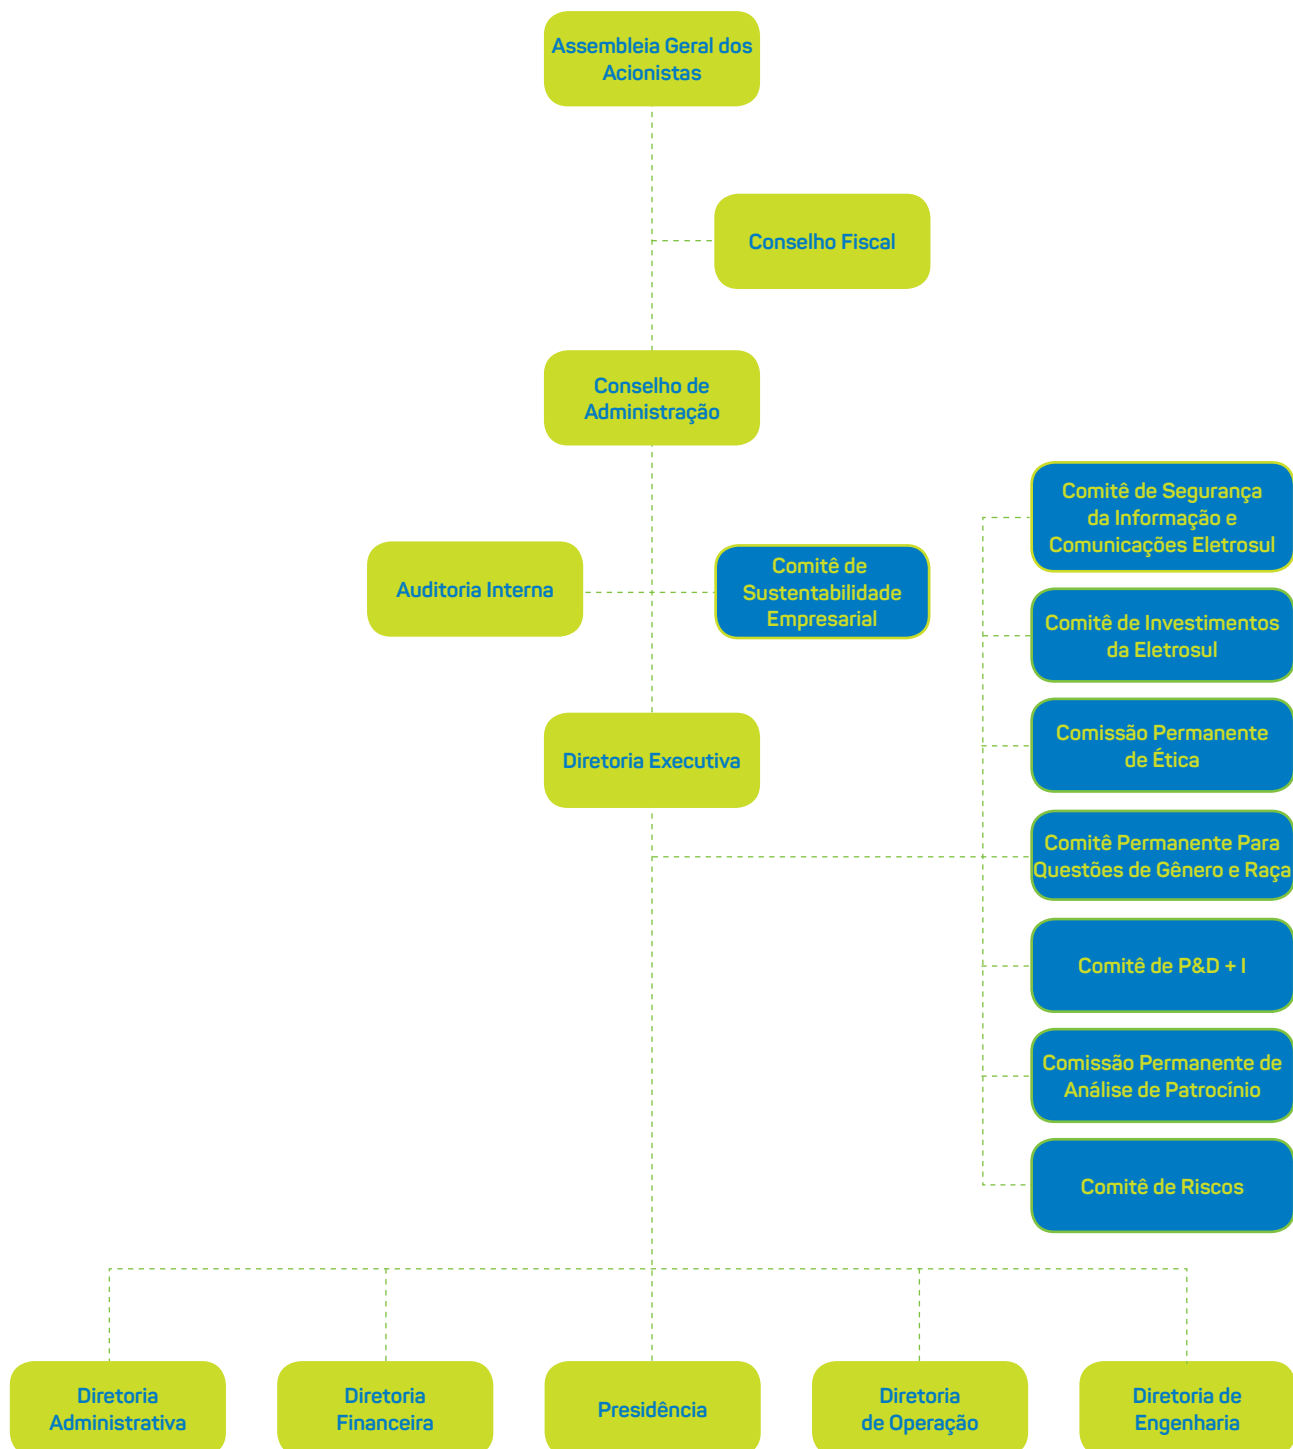 Assembleia Geral dos
Acionistas
Conselho Fiscal
Conselho de
Administração
Comitê de Segurança
da Informação e
Comunicações Eletrosul
Auditoria Interna
Comitê de
Sustentabilidade
Empresarial
Comitê de Investimentos
da Eletrosul
Comissão Permanente
de Ética
Diretoria Executiva
Comitê Permanente Para
Questões de Gênero e Raça
Comitê de P&D + I
Comissão Permanente de
Análise de Patrocínio
Comitê de Riscos
Diretoria
Administrativa
Diretoria
Financeira
Presidência
Diretoria
de Operação
Diretoria de
Engenharia